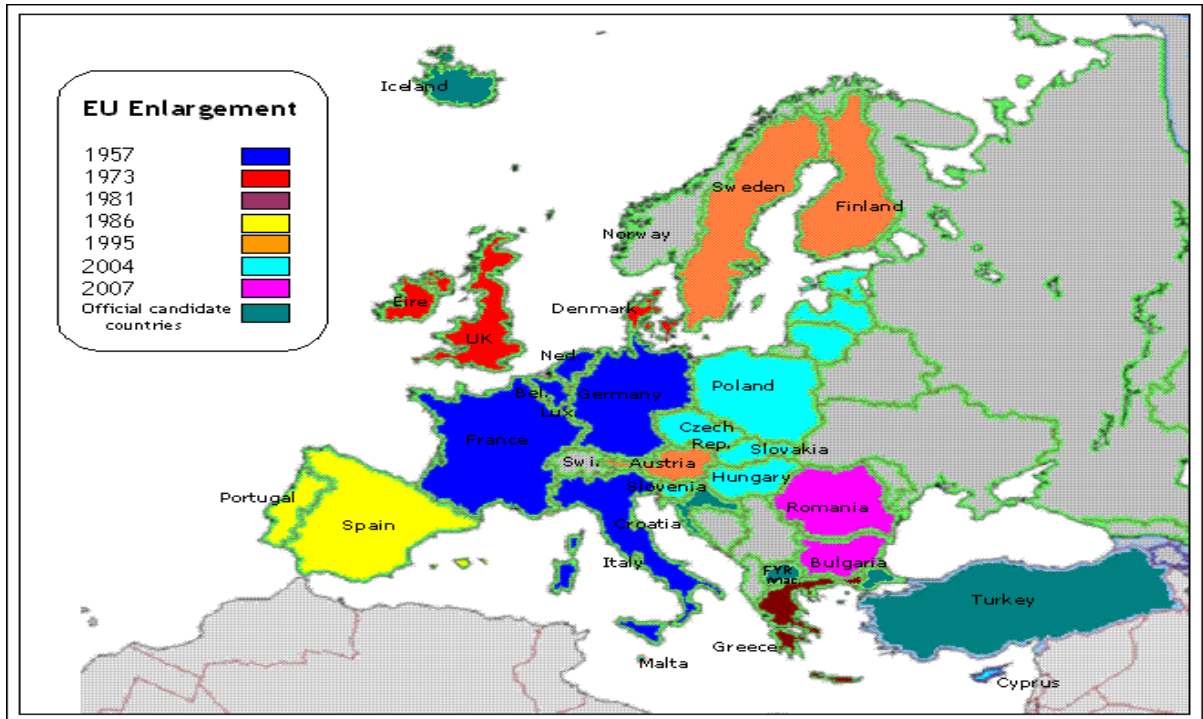 EU Enlargement
1957
1973
1981
1986
1995
2004
2007
Official candidate
countries
Iceland
Sweden
Finland
Norway
Eire
Denmark
UK
Ned.
Bel.
Germany
Poland
Lux.
Czech
Rep.
France
Slovakia
Swi.
Austria
Hungary
Slovenia
Portugal
Spain
Romania
Croatia
Italy
Bulgaria
FYR
Mac.
Turkey
Greece
Malta
Cyprus